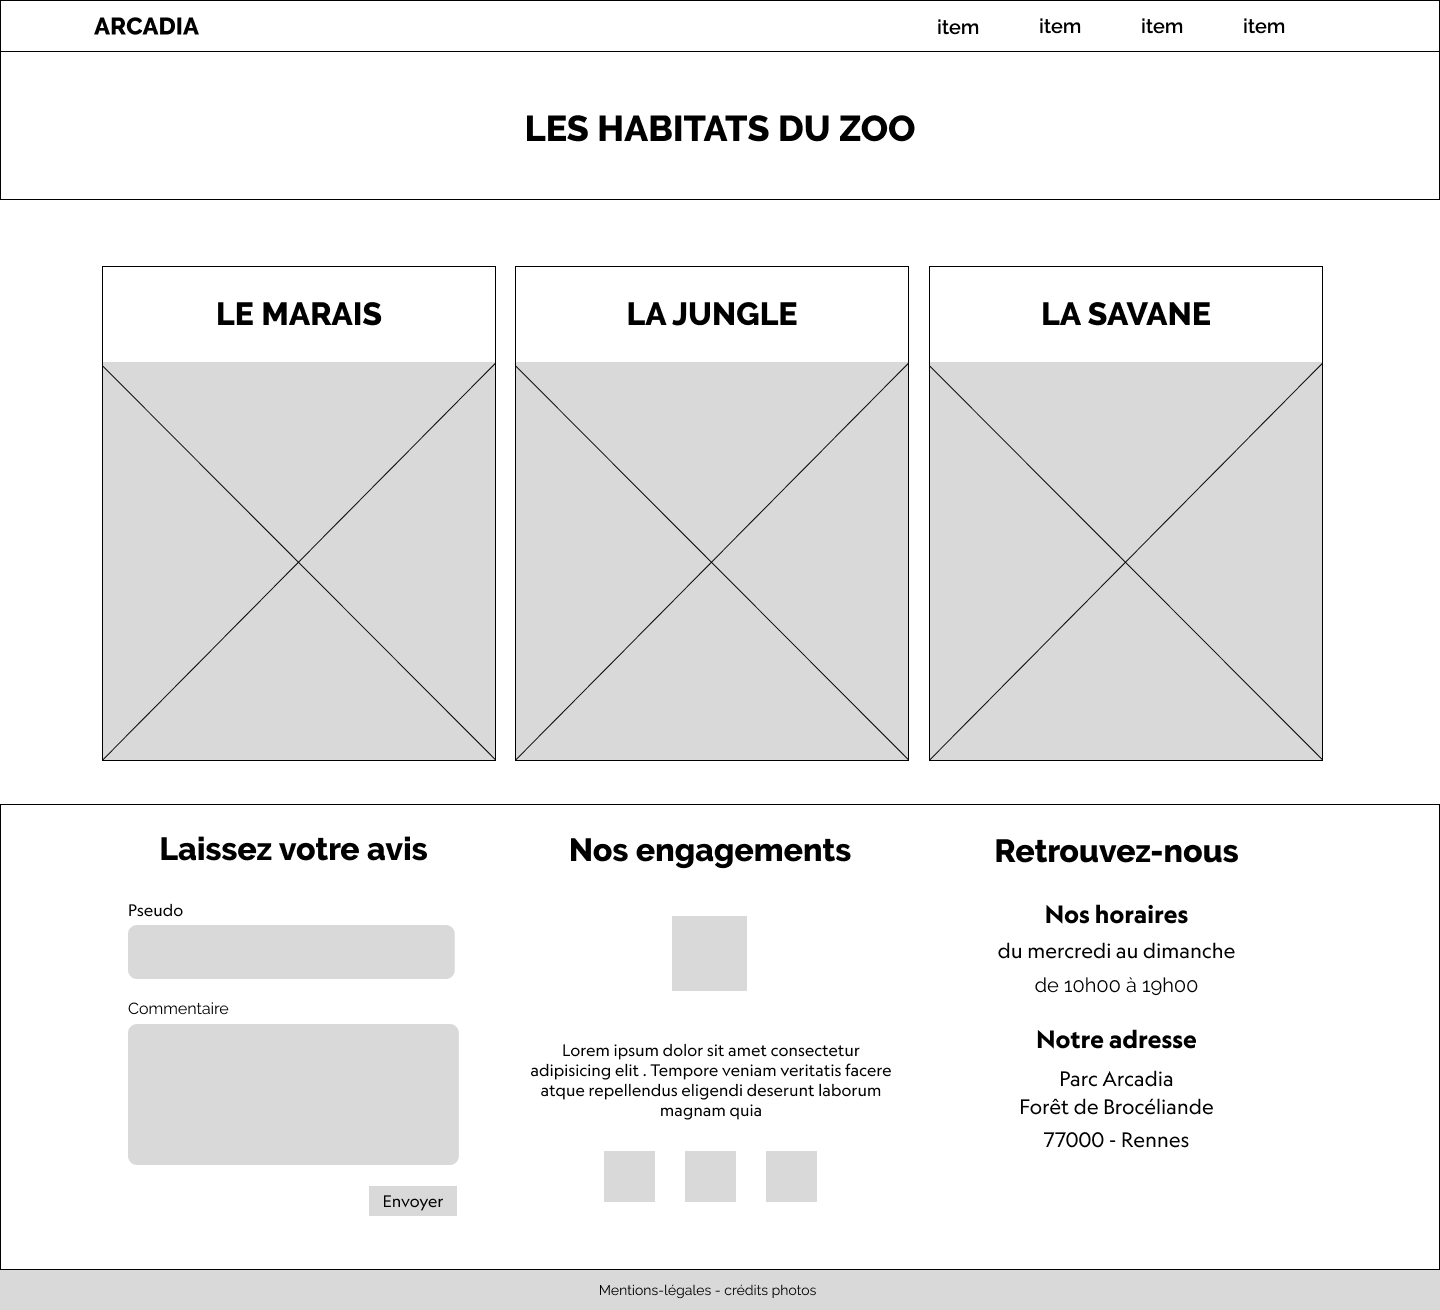 ARCADIA
item item item item
LES HABITATS DU ZOO
LE MARAIS
LA JUNGLE
LA SAVANE
Laissez votre avis
Pseudo
Commentaire
Envoyer
Nos engagements
Lorem ipsum dolor sit amet consectetur
adipisicing elit . Tempore veniam veritatis facere
atque repellendus eligendi deserunt laborum
magnam quia
Retrouvez-nous
Nos horaires
du mercredi au dimanche
de 10h00 à 19h00
Notre adresse
Parc Arcadia
Forêt de Brocéliande
77000 - Rennes
Mentions-légales - crédits photos